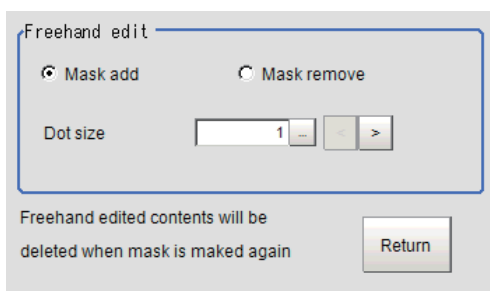 Freehand edit
Mask add Mask remove
Dot size 1 ... < >
Freehand edited contents will be
deleted when mask is maked again
Return